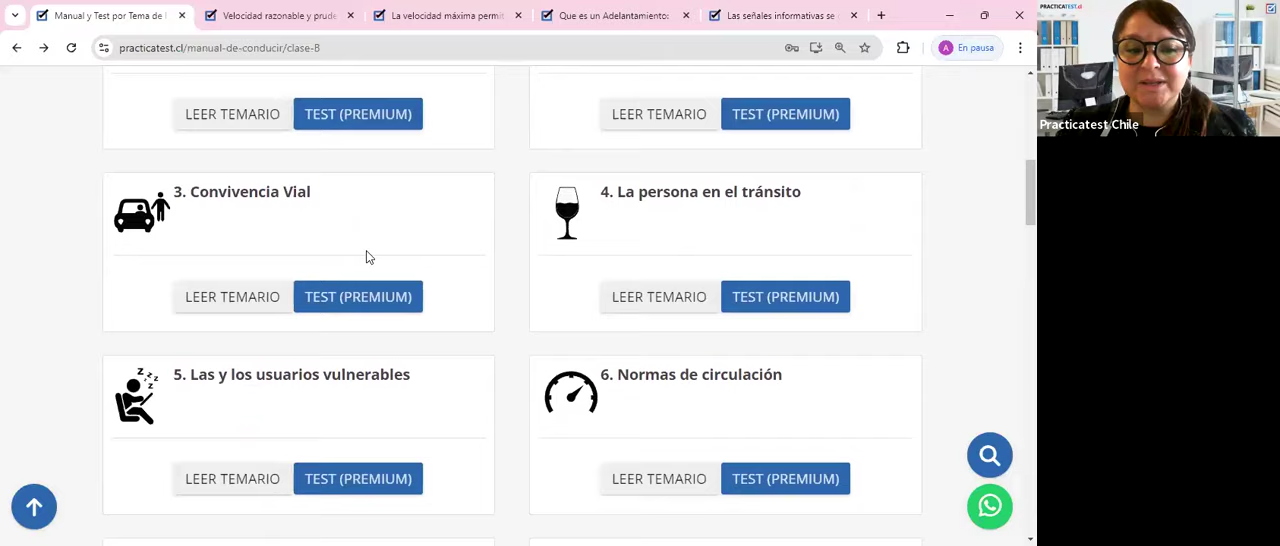 Manual y Test por Tema de l
Velocidad razonable y prude
La velocidad máxima permit
Que es un Adelantamiento:
Las señales informativas se
practicatest.cl/manual-de-conducir/clase-B
A
En pausa
PRACTICATEST.cl
Practicatest Chile
LEER TEMARIO
TEST (PREMIUM)
LEER TEMARIO
TEST (PREMIUM)
3. Convivencia Vial
4. La persona en el tránsito
LEER TEMARIO
TEST (PREMIUM)
LEER TEMARIO
TEST (PREMIUM)
5. Las y los usuarios vulnerables
6. Normas de circulación
z z z z
LEER TEMARIO
TEST (PREMIUM)
LEER TEMARIO
TEST (PREMIUM)